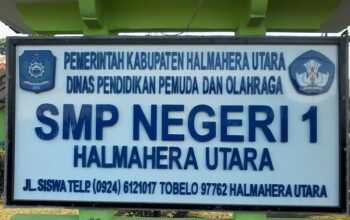 PEMERINTAH KABUPATEN HALMAHERA UTARA
DINAS PENDIDIKAN PEMUDA DAN OLAHRAGA
SMP NEGERI 1
HALMAHERA UTARA
JL. SISWA TELP. (0924) 6121017 TOBELO 97762 HALMAHERA UTARA